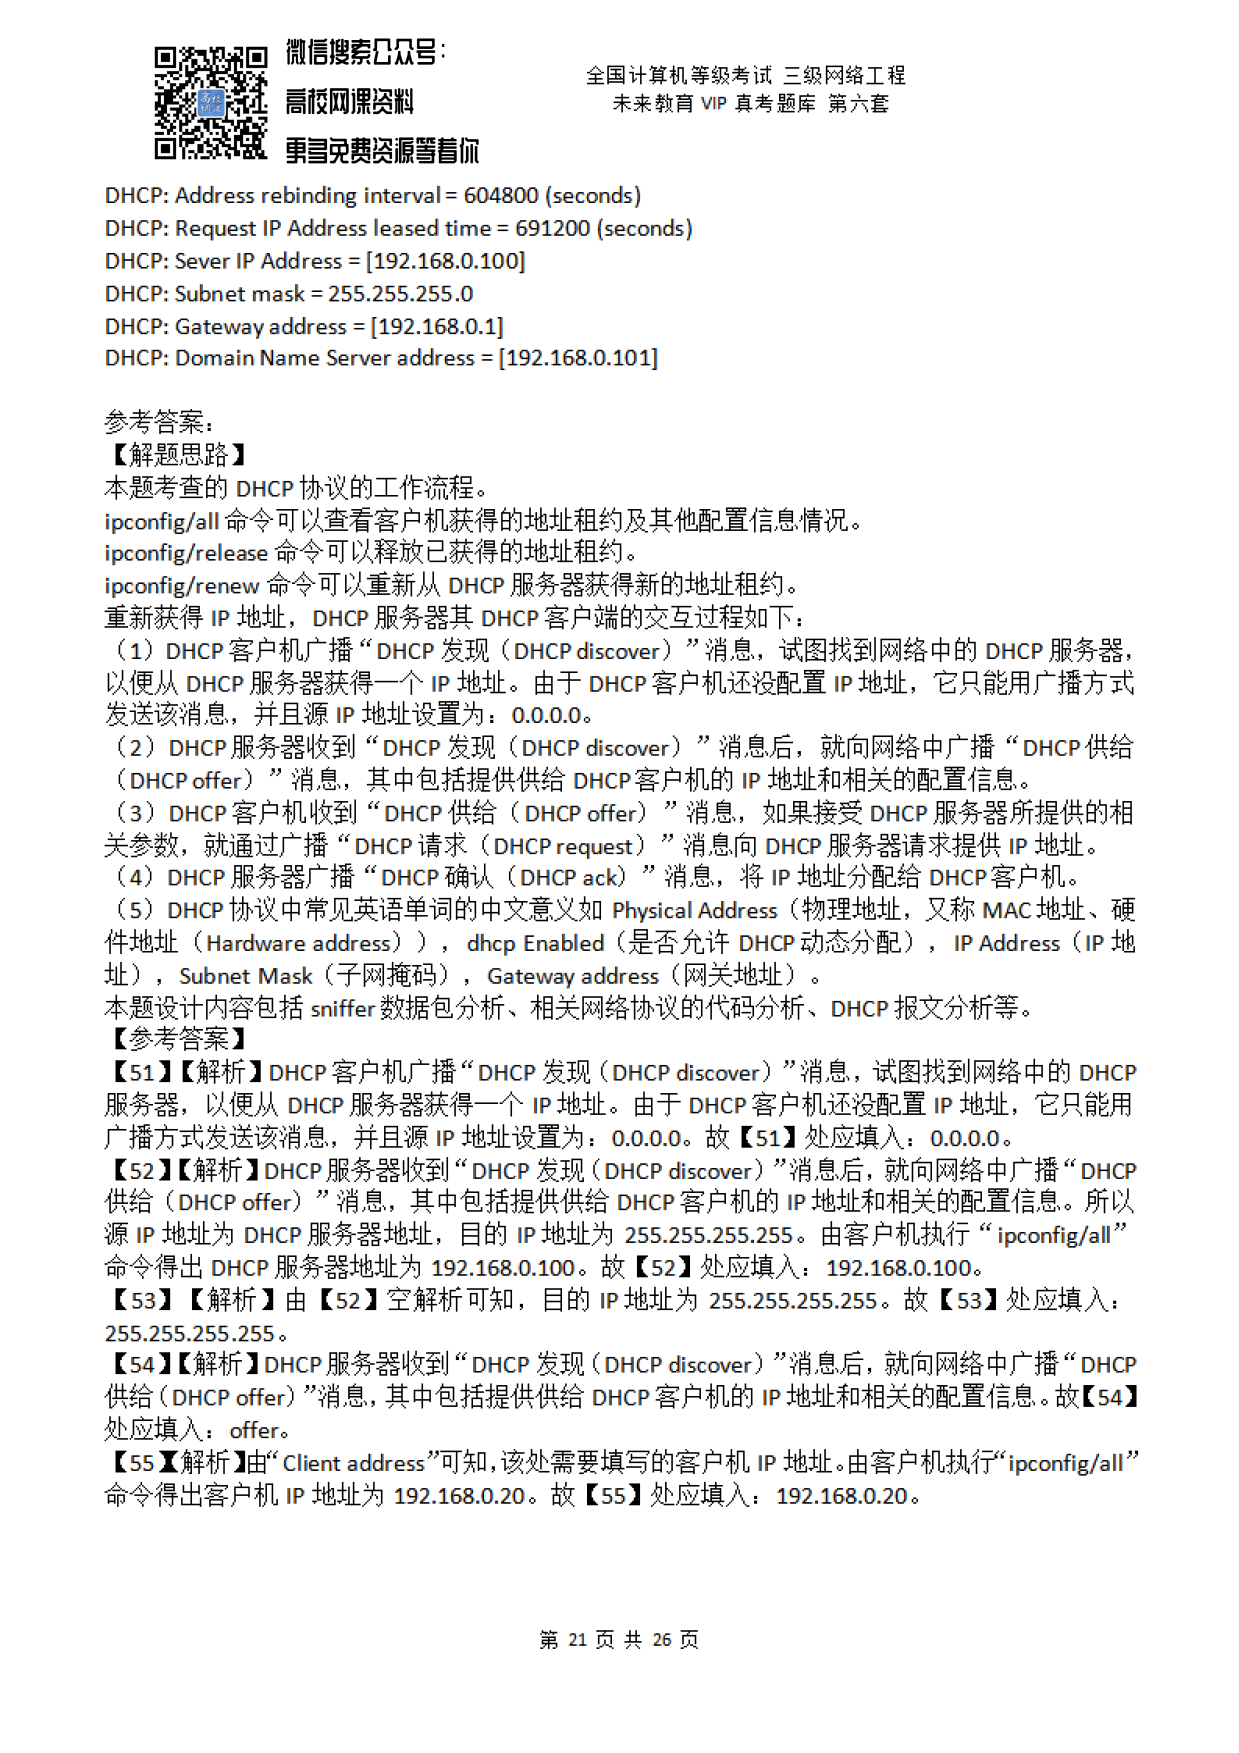 微信搜索公众号：
高校网课资料
更多免费资源等着你
全国计算机等级考试 三级网络工程
未来教育 VIP 真考题库 第六套
DHCP: Address rebinding interval = 604800 (seconds)
DHCP: Request IP Address leased time = 691200 (seconds)
DHCP: Sever IP Address = [192.168.0.100]
DHCP: Subnet mask = 255.255.255.0
DHCP: Gateway address = [192.168.0.1]
DHCP: Domain Name Server address = [192.168.0.101]
参考答案：
【解题思路】
本题考查的 DHCP 协议的工作流程。
ipconfig/all 命令可以查看客户机获得的地址租约及其他配置信息情况。
ipconfig/release 命令可以释放已获得的地址租约。
ipconfig/renew 命令可以重新从 DHCP 服务器获得新的地址租约。
重新获得 IP 地址，DHCP 服务器其 DHCP 客户端的交互过程如下：
（1）DHCP 客户机广播“DHCP 发现（DHCP discover）”消息，试图找到网络中的 DHCP 服务器，
以便从 DHCP 服务器获得一个 IP 地址。由于 DHCP 客户机还没配置 IP 地址，它只能用广播方式
发送该消息，并且源 IP 地址设置为：0.0.0.0。
（2）DHCP 服务器收到“DHCP 发现（DHCP discover）”消息后，就向网络中广播“DHCP 供给
（DHCP offer）”消息，其中包括提供供给 DHCP 客户机的 IP 地址和相关的配置信息。
（3）DHCP 客户机收到“DHCP 供给（DHCP offer）”消息，如果接受 DHCP 服务器所提供的相
关参数，就通过广播“DHCP 请求（DHCP request）”消息向 DHCP 服务器请求提供 IP 地址。
（4）DHCP 服务器广播“DHCP 确认（DHCP ack）”消息，将 IP 地址分配给 DHCP 客户机。
（5）DHCP 协议中常见英语单词的中文意义如 Physical Address（物理地址，又称 MAC 地址、硬
件地址（Hardware address）），dhcp Enabled（是否允许 DHCP 动态分配），IP Address（IP 地
址），Subnet Mask（子网掩码），Gateway address（网关地址）。
本题设计内容包括 sniffer 数据包分析、相关网络协议的代码分析、DHCP 报文分析等。
【参考答案】
【51】【解析】DHCP 客户机广播“DHCP 发现（DHCP discover）”消息，试图找到网络中的 DHCP
服务器，以便从 DHCP 服务器获得一个 IP 地址。由于 DHCP 客户机还没配置 IP 地址，它只能用
广播方式发送该消息，并且源 IP 地址设置为：0.0.0.0。故【51】处应填入：0.0.0.0。
【52】【解析】DHCP 服务器收到“DHCP 发现（DHCP discover）”消息后，就向网络中广播“DHCP
供给（DHCP offer）”消息，其中包括提供供给 DHCP 客户机的 IP 地址和相关的配置信息。所以
源 IP 地址为 DHCP 服务器地址，目的 IP 地址为 255.255.255.255。由客户机执行“ipconfig/all”
命令得出 DHCP 服务器地址为 192.168.0.100。故【52】处应填入：192.168.0.100。
【53】【解析】由【52】空解析可知，目的 IP 地址为 255.255.255.255。故【53】处应填入：
255.255.255.255。
【54】【解析】DHCP 服务器收到“DHCP 发现（DHCP discover）”消息后，就向网络中广播“DHCP
供给（DHCP offer）”消息，其中包括提供供给 DHCP 客户机的 IP 地址和相关的配置信息。故【54】
处应填入：offer。
【55】【解析】由“Client address”可知，该处需要填写的客户机 IP 地址。由客户机执行“ipconfig/all”
命令得出客户机 IP 地址为 192.168.0.20。故【55】处应填入：192.168.0.20。
第 21 页 共 26 页